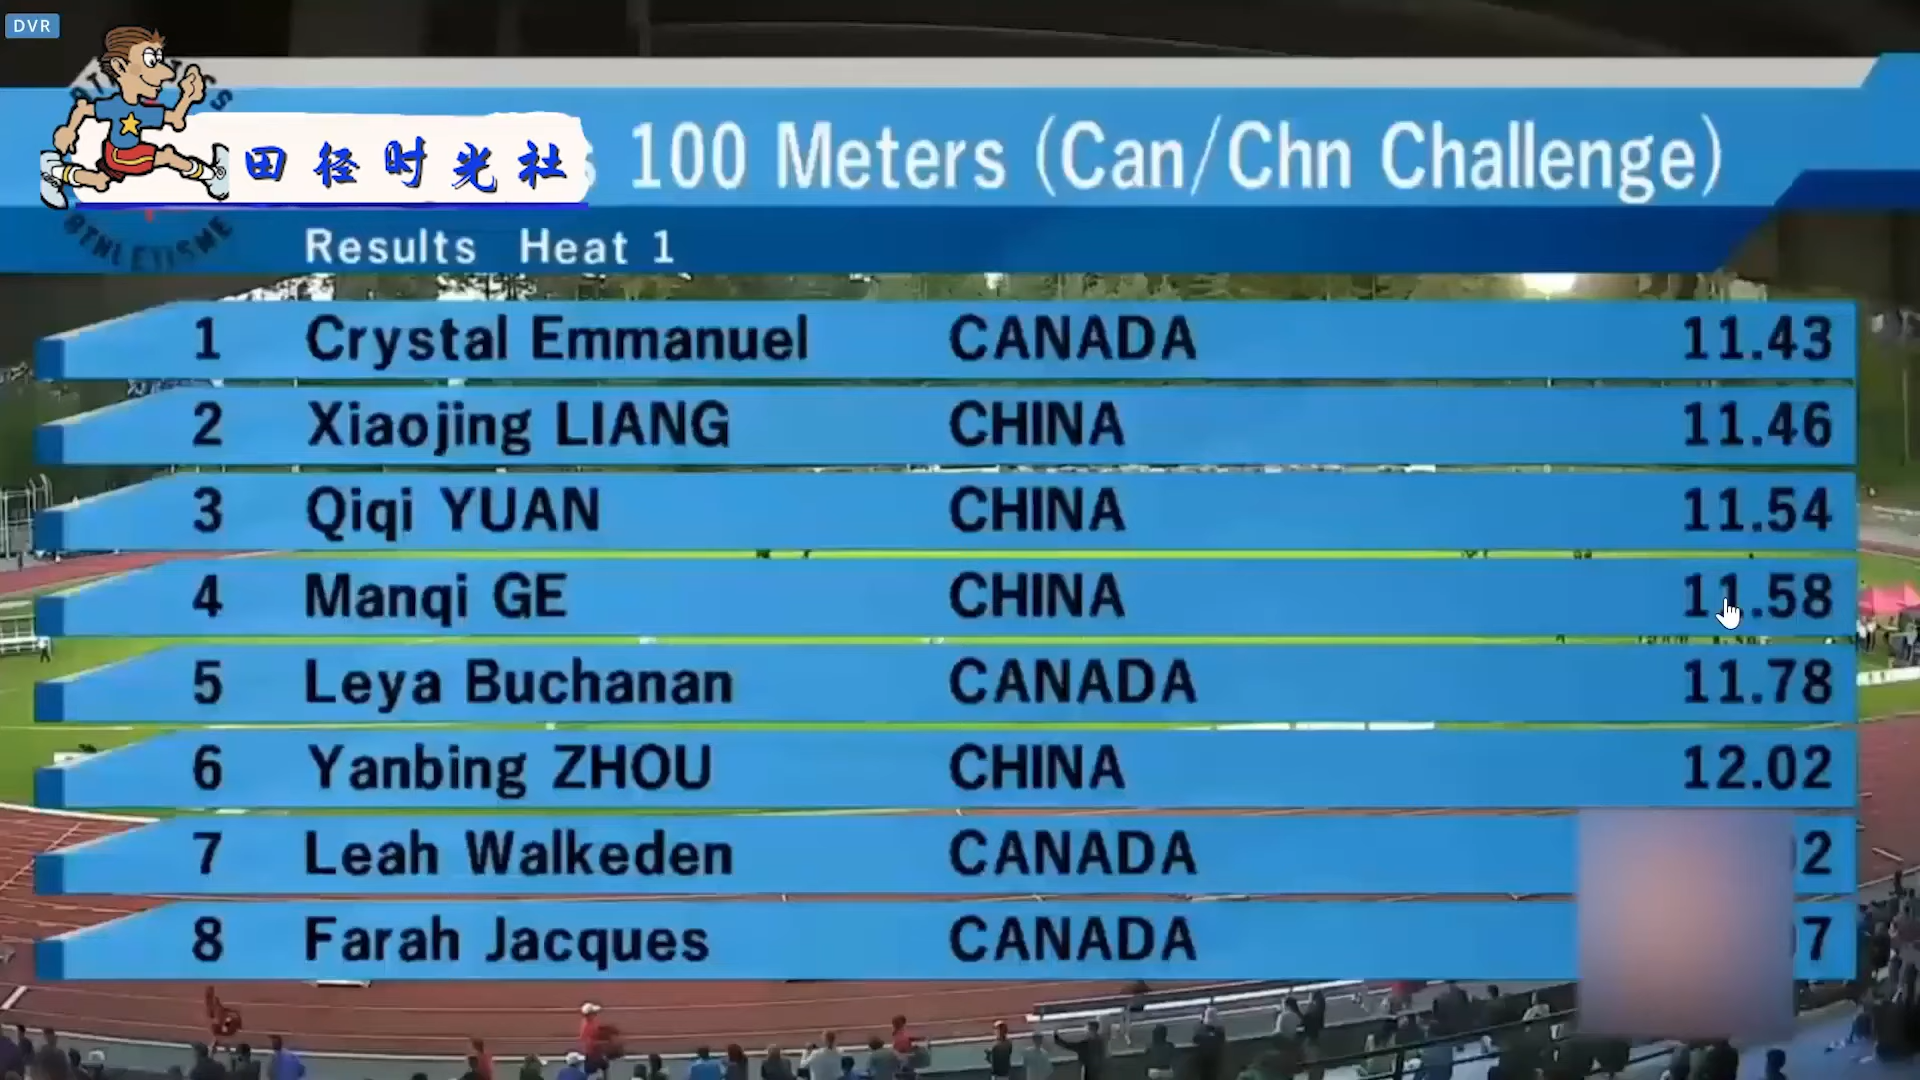 DVR
田径时光社
100 Meters (Can/Chn Challenge)
ATHLETISME
Results Heat 1
1 Crystal Emmanuel CANADA 11.43
2 Xiaojing LIANG CHINA 11.46
3 Qiqi YUAN CHINA 11.54
4 Manqi GE CHINA 11.58
5 Leya Buchanan CANADA 11.78
6 Yanbing ZHOU CHINA 12.02
7 Leah Walkeden CANADA
8 Farah Jacques CANADA